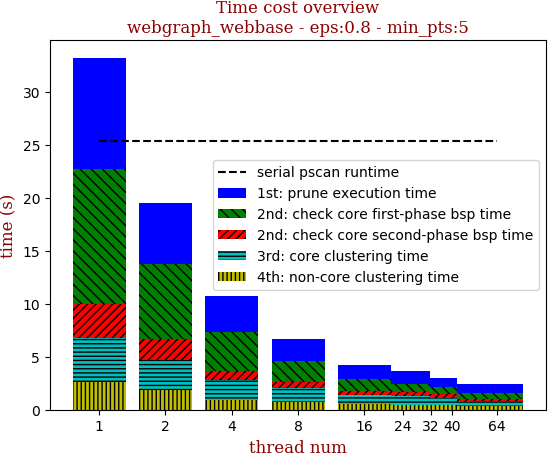 Time cost overview
webgraph_webbase - eps:0.8 - min_pts:5
time (s)
30
25
20
15
10
5
0
serial pscan runtime
1st: prune execution time
2nd: check core first-phase bsp time
2nd: check core second-phase bsp time
3rd: core clustering time
4th: non-core clustering time
1 2 4 8 16 24 32 40 64
thread num